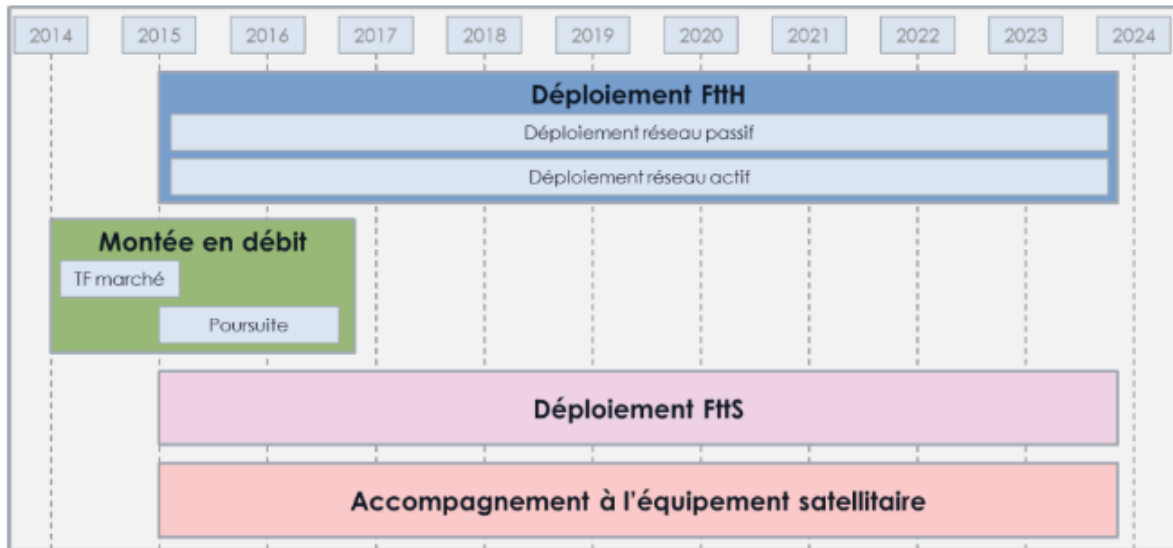 2014 2015 2016 2017 2018 2019 2020 2021 2022 2023 2024
Déploiement FttH
Déploiement réseau passif
Déploiement réseau actif
Montée en débit
TF marché
Poursuite
Déploiement FttS
Accompagnement à l'équipement satellitaire